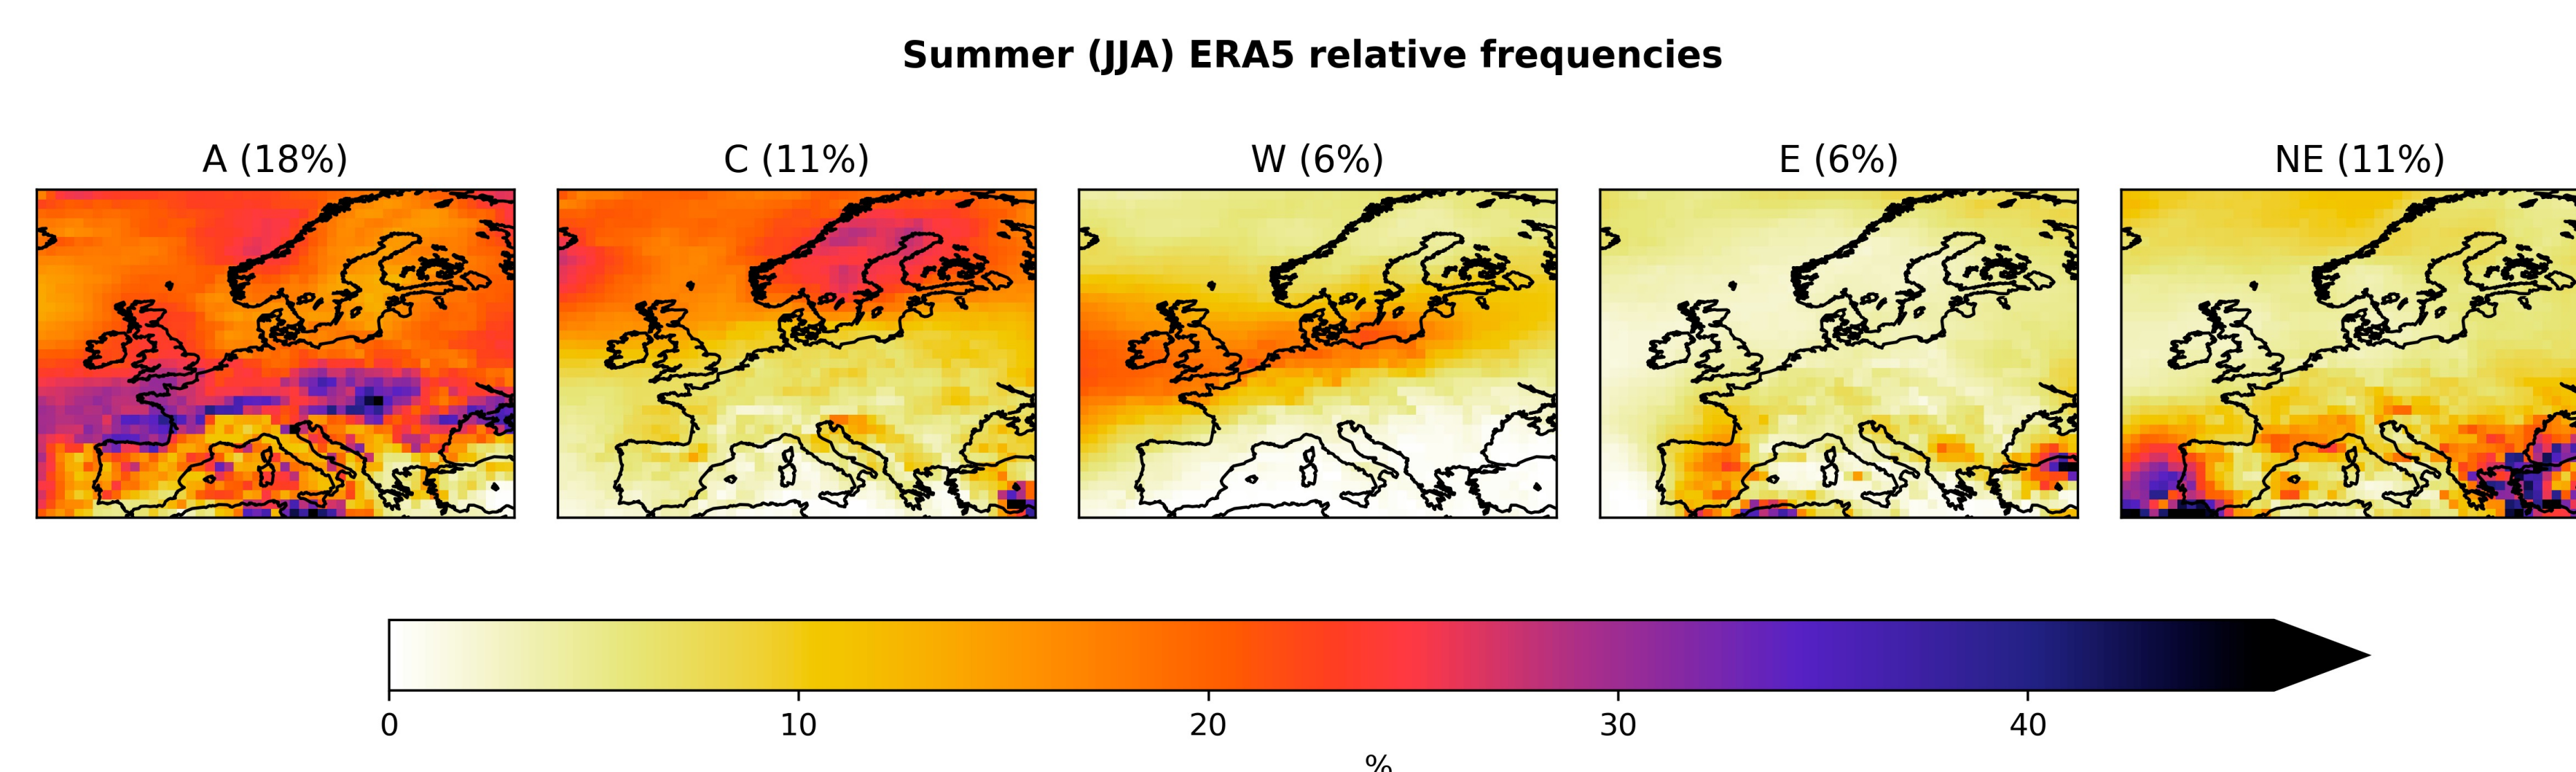 Summer (JJA) ERA5 relative frequencies
A (18%)
C (11%)
W (6%)
E (6%)
NE (11%)
0
10
20
30
40
%